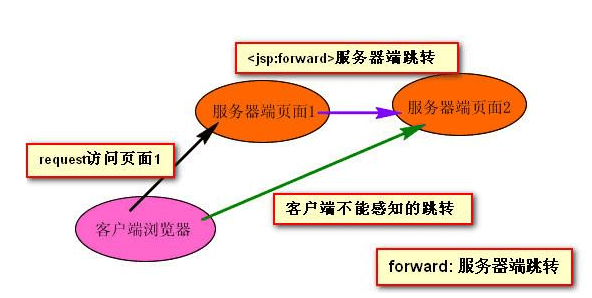 <jsp:forward>服务器端跳转
服务器端页面1
服务器端页面2
request访问页面1
客户端不能感知的跳转
客户端浏览器
forward: 服务器端跳转